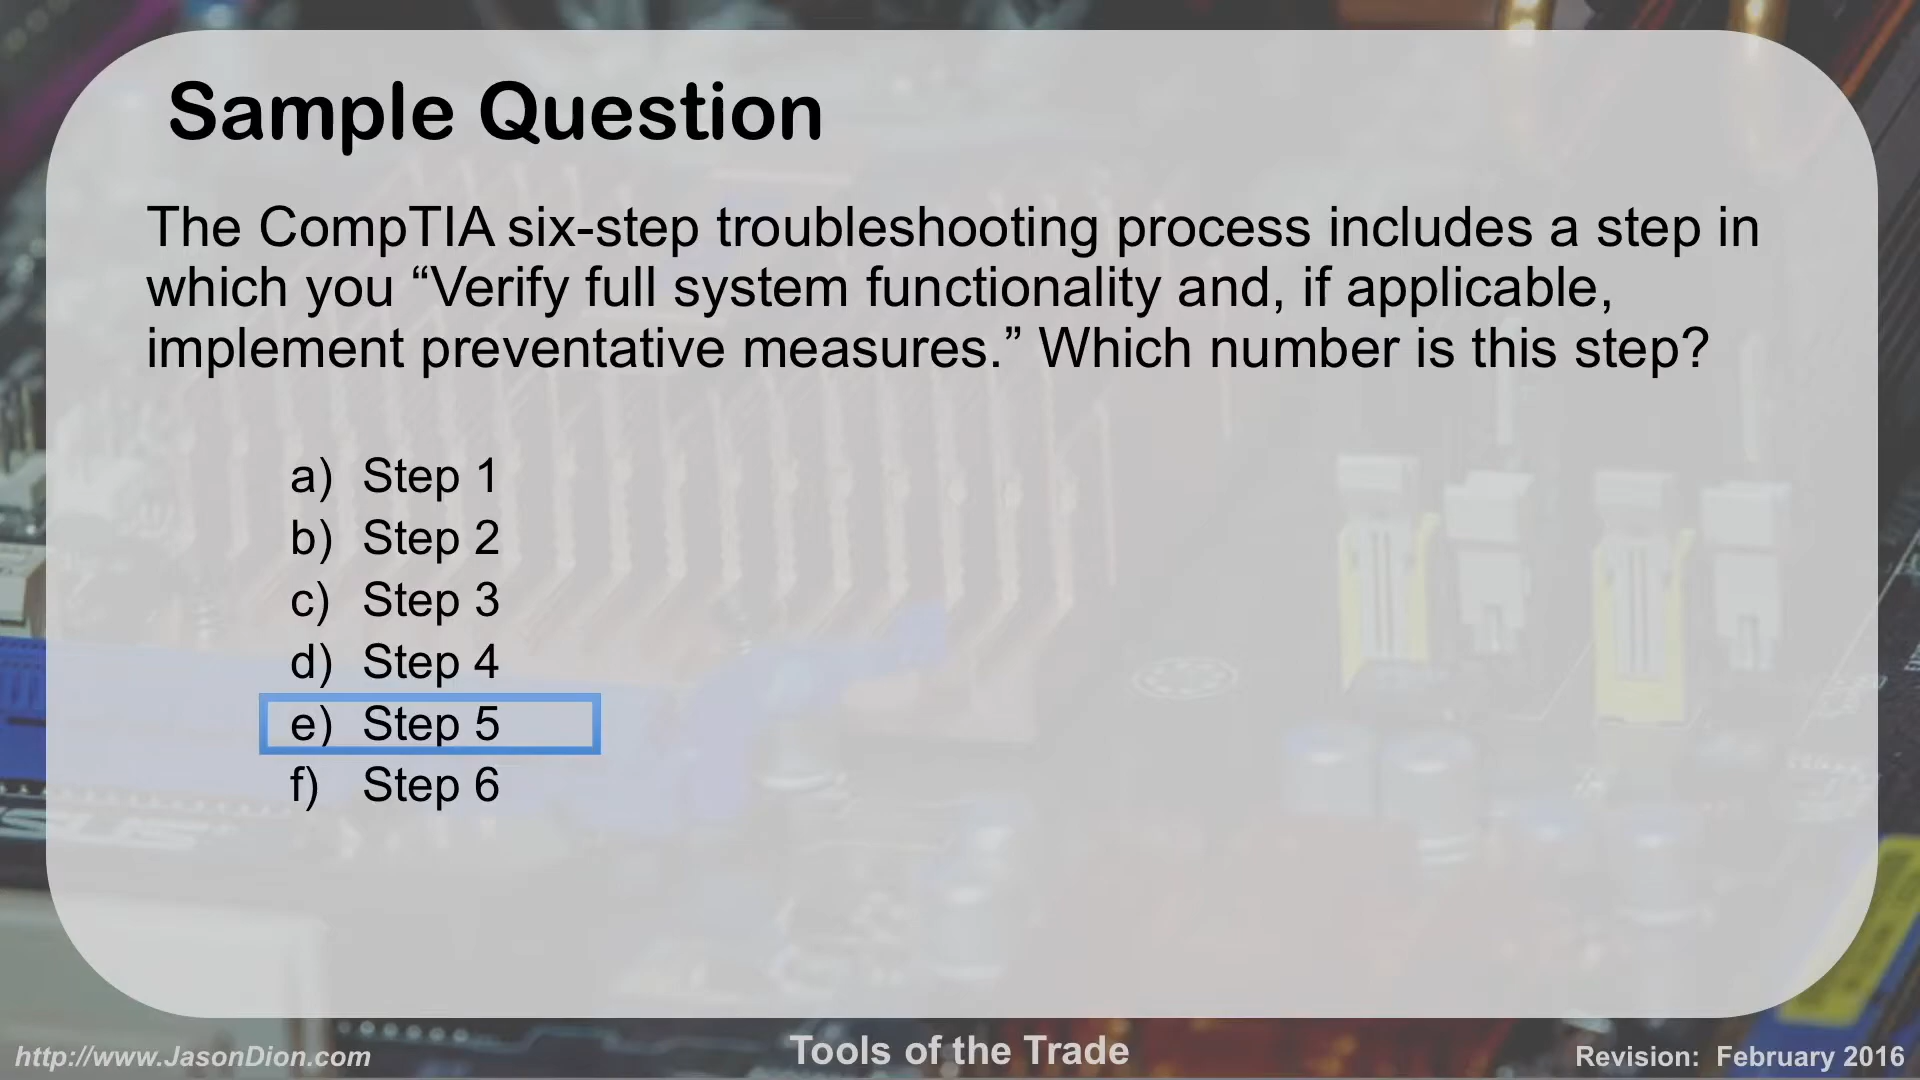 Sample Question
The CompTIA six-step troubleshooting process includes a step in
which you “Verify full system functionality and, if applicable,
implement preventative measures.” Which number is this step?
a) Step 1
b) Step 2
c) Step 3
d) Step 4
e) Step 5
f) Step 6
http://www.JasonDion.com
Tools of the Trade
Revision: February 2016